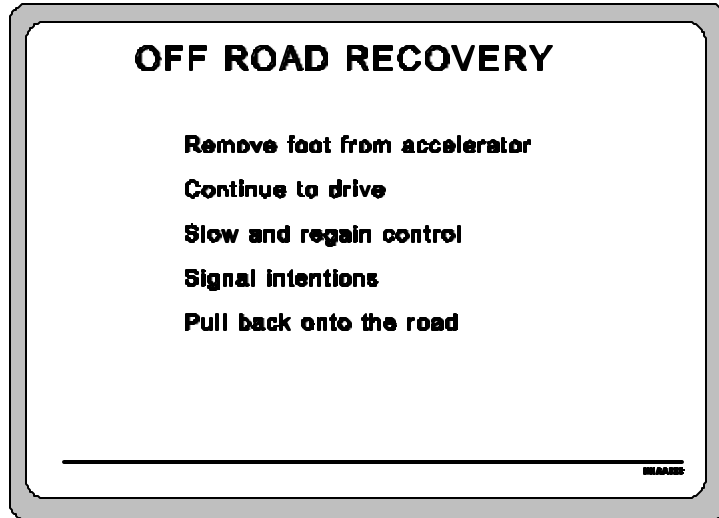 OFF ROAD RECOVERY
Remove foot from accelerator
Continue to drive
Slow and regain control
Signal intentions
Pull back onto the road